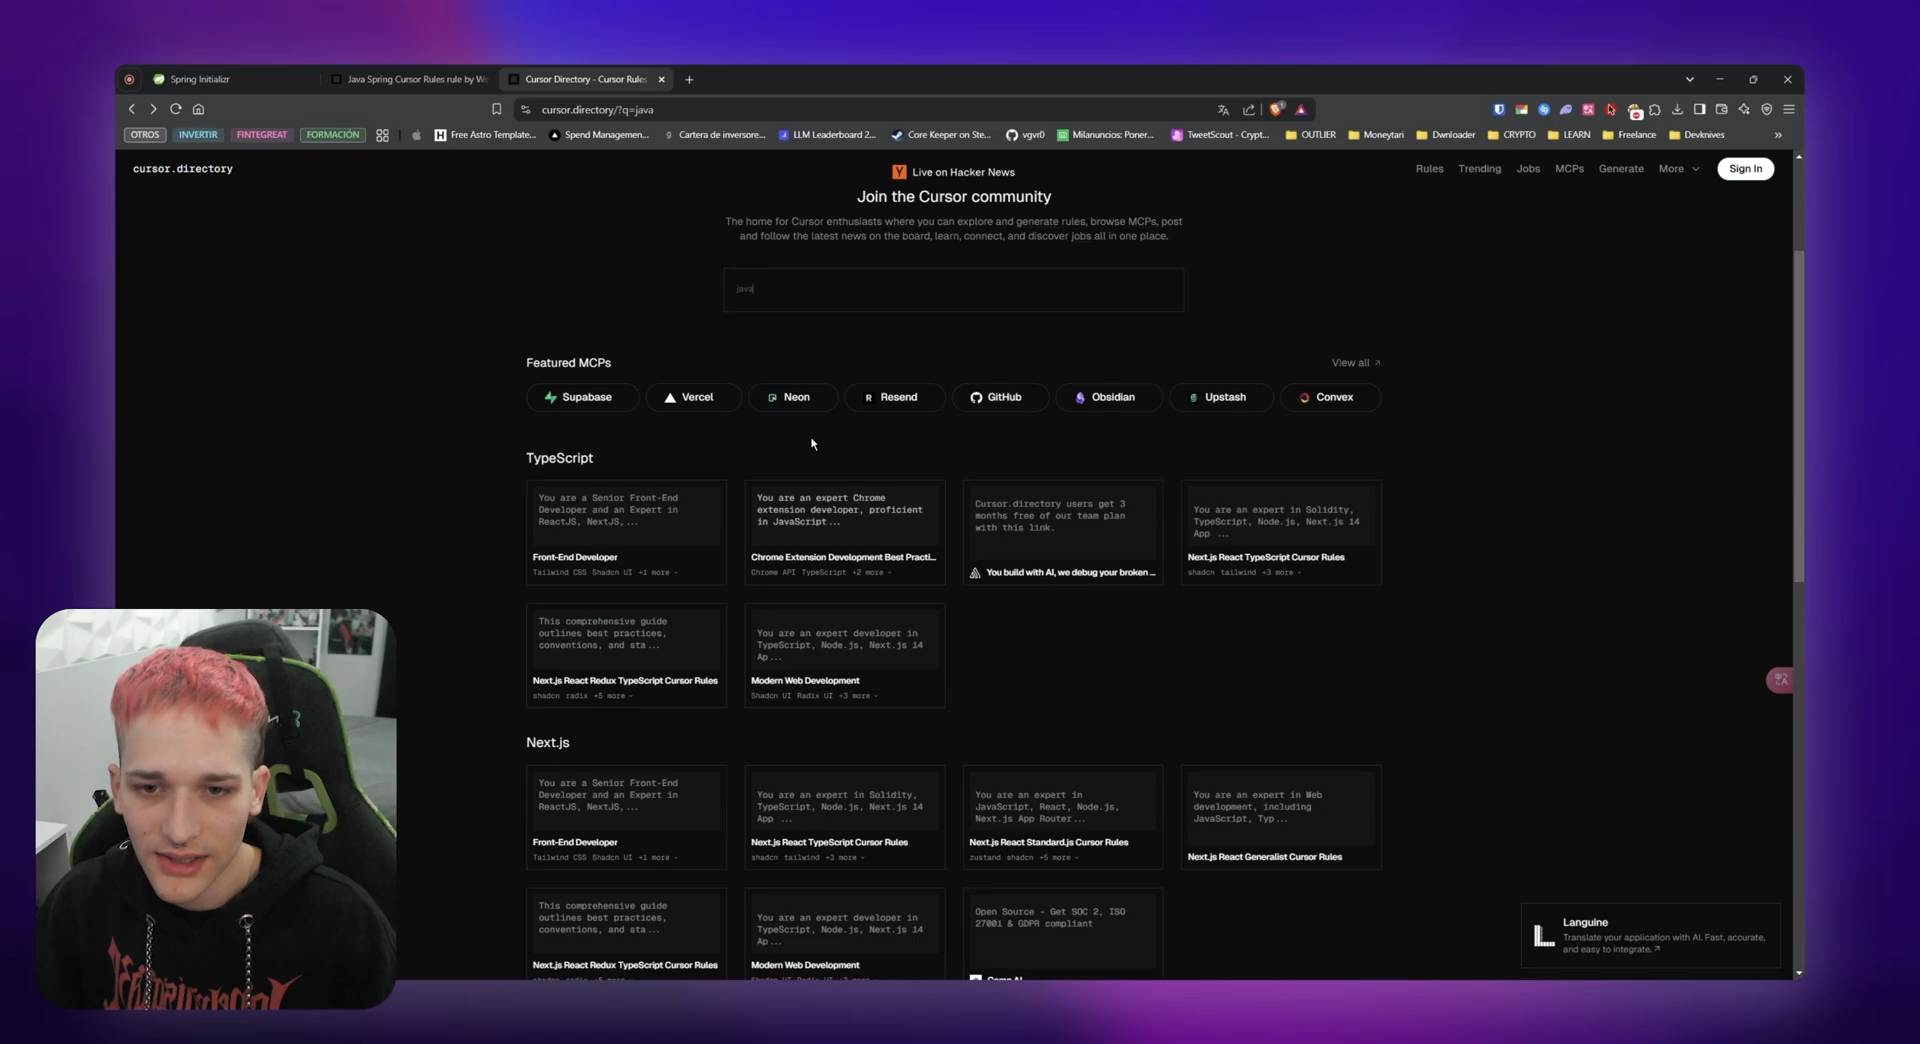 Spring Initializr
Java Spring Cursor Rules rule by W
Cursor Directory - Cursor Rules
cursor.directory/?q=java
OTROS
INVERTIR
FINTEGREAT
FORMACIÓN
Free Astro Template...
Spend Managemen...
Cartera de inversore...
LLM Leaderboard 2...
Core Keeper on Ste...
vgvr0
Milanuncios: Poner...
TweetScout - Crypt...
OUTLIER
Moneytari
Dwnloader
CRYPTO
LEARN
Freelance
Devknives
cursor.directory
Live on Hacker News
Rules
Trending
Jobs
MCPs
Generate
More
Sign In
Join the Cursor community
The home for Cursor enthusiasts where you can explore and generate rules, browse MCPs, post
and follow the latest news on the board, learn, connect, and discover jobs all in one place.
java
Featured MCPs
View all
Supabase
Vercel
Neon
Resend
GitHub
Obsidian
Upstash
Convex
TypeScript
You are a Senior Front-End
Developer and an Expert in
ReactJS, NextJS,...
Front-End Developer
Tailwind CSS Shadcn UI +1 more
You are an expert Chrome
extension developer, proficient
in JavaScript...
Chrome Extension Development Best Practi...
Chrome API TypeScript +2 more
Cursor.directory users get 3
months free of our team plan
with this link.
You build with AI, we debug your broken ...
You are an expert in Solidity,
TypeScript, Node.js, Next.js 14
App ...
Next.js React TypeScript Cursor Rules
shadcn tailwind +3 more
This comprehensive guide
outlines best practices,
conventions, and sta...
Next.js React Redux TypeScript Cursor Rules
shadcn radix +5 more
You are an expert developer in
TypeScript, Node.js, Next.js 14
Ap...
Modern Web Development
Shadcn UI Radix UI +3 more
Next.js
You are a Senior Front-End
Developer and an Expert in
ReactJS, NextJS,...
Front-End Developer
Tailwind CSS Shadcn UI +1 more
You are an expert in Solidity,
TypeScript, Node.js, Next.js 14
App ...
Next.js React TypeScript Cursor Rules
shadcn tailwind +3 more
You are an expert in
JavaScript, React, Node.js,
Next.js App Router...
Next.js React Standard.js Cursor Rules
zustand shadcn +5 more
You are an expert in Web
development, including
JavaScript, Typ...
Next.js React Generalist Cursor Rules
This comprehensive guide
outlines best practices,
conventions, and sta...
Next.js React Redux TypeScript Cursor Rules
You are an expert developer in
TypeScript, Node.js, Next.js 14
Ap...
Modern Web Development
Open Source - Get SOC 2, ISO
27001 & GDPR compliant
Comp AI
Languine
Translate your application with AI. Fast, accurate,
and easy to integrate.